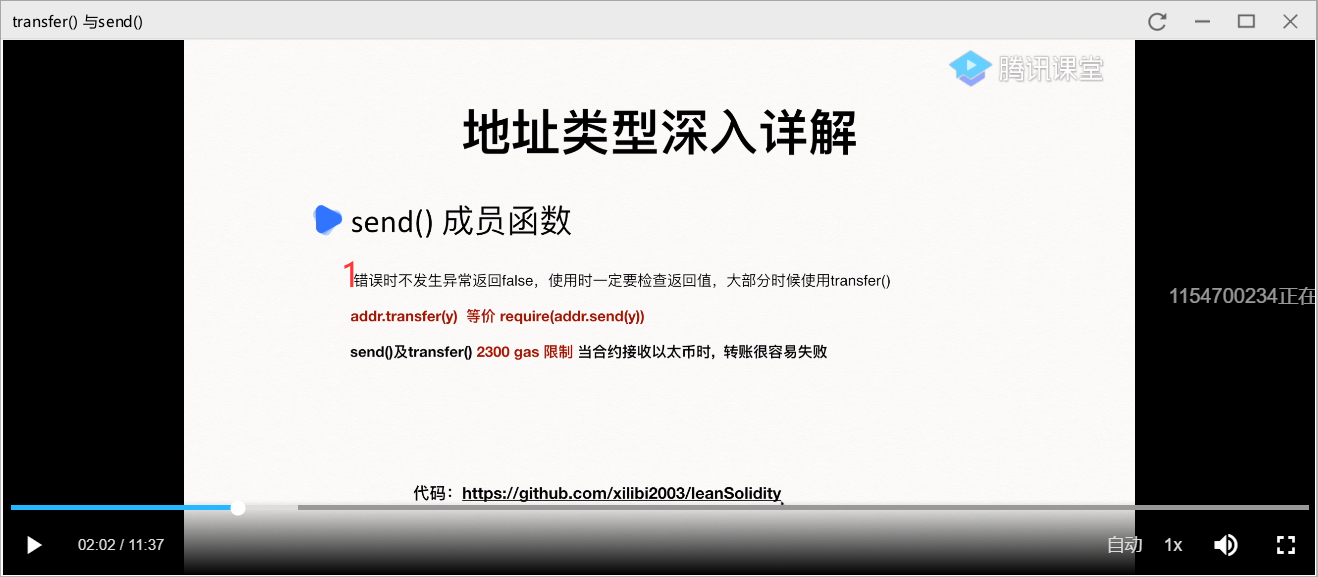 transfer() 与send()
腾讯课堂
地址类型深入详解
send() 成员函数
1错误时不发生异常返回false，使用时一定要检查返回值，大部分时候使用transfer()
1154700234正在
addr.transfer(y) 等价 require(addr.send(y))
send()及transfer() 2300 gas 限制 当合约接收以太币时，转账很容易失败
代码：https://github.com/xilibi2003/leanSolidity
02:02 / 11:37 自动 1x